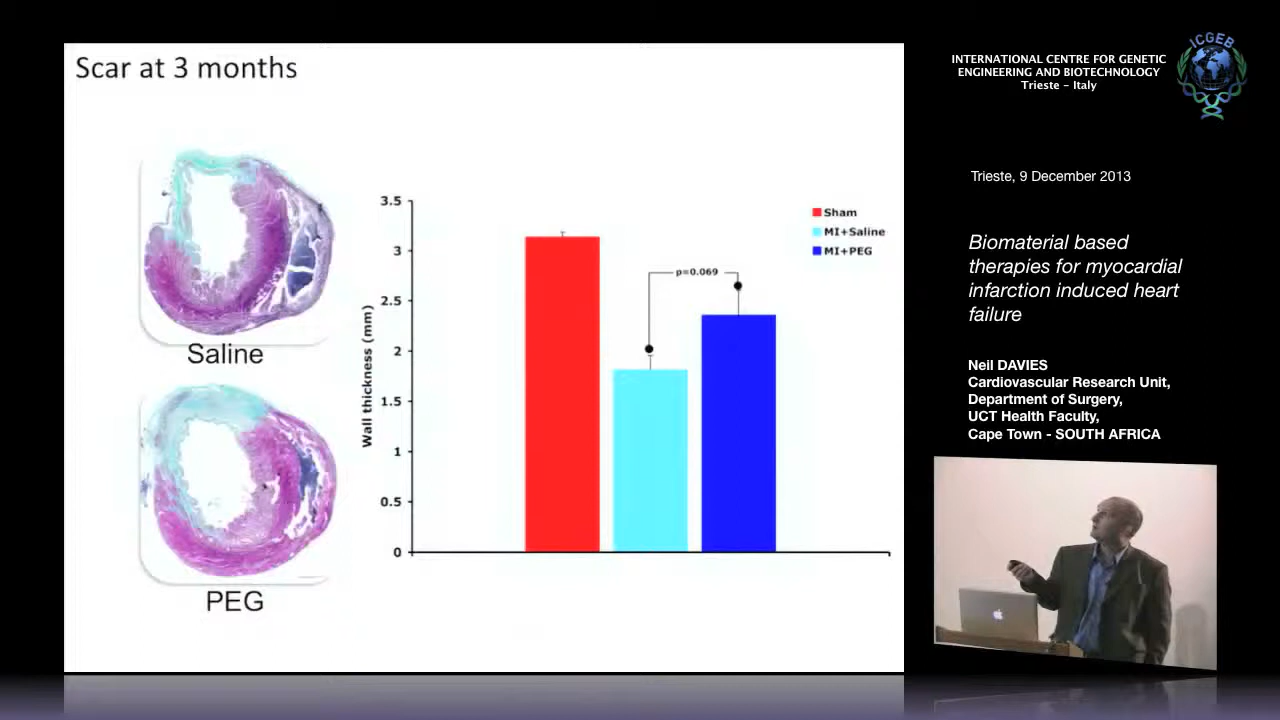 Scar at 3 months
Saline
PEG
Wall thickness (mm)
3.5
3
2.5
2
1.5
1
0.5
0
p=0.069
Sham
MI+Saline
MI+PEG
ICGEB
INTERNATIONAL CENTRE FOR GENETIC
ENGINEERING AND BIOTECHNOLOGY
Trieste - Italy
Trieste, 9 December 2013
Biomaterial based
therapies for myocardial
infarction induced heart
failure
Neil DAVIES
Cardiovascular Research Unit,
Department of Surgery,
UCT Health Faculty,
Cape Town - SOUTH AFRICA